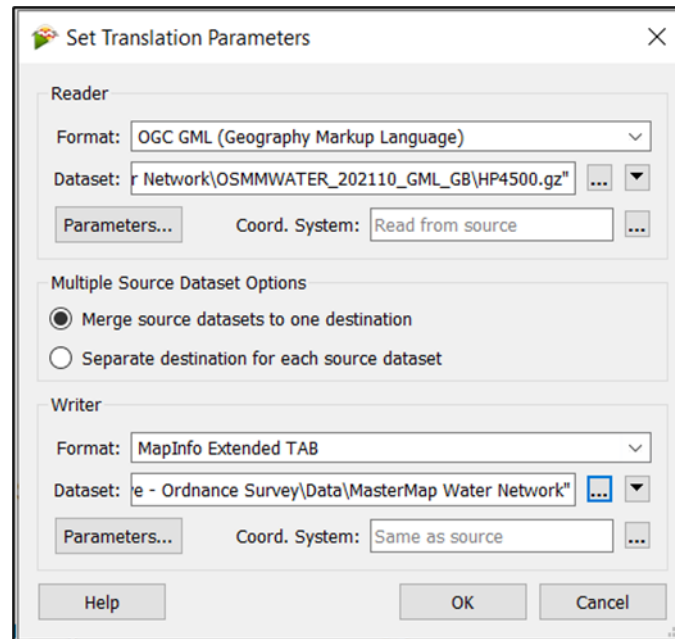 Set Translation Parameters
Reader
Format: OGC GML (Geography Markup Language)
Dataset: r Network\OSMMWATER_202110_GML_GB\HP4500.gz" ...
Parameters... Coord. System: Read from source ...
Multiple Source Dataset Options
Merge source datasets to one destination
Separate destination for each source dataset
Writer
Format: MapInfo Extended TAB
Dataset: e - Ordnance Survey\Data\MasterMap Water Network" ...
Parameters... Coord. System: Same as source ...
Help OK Cancel